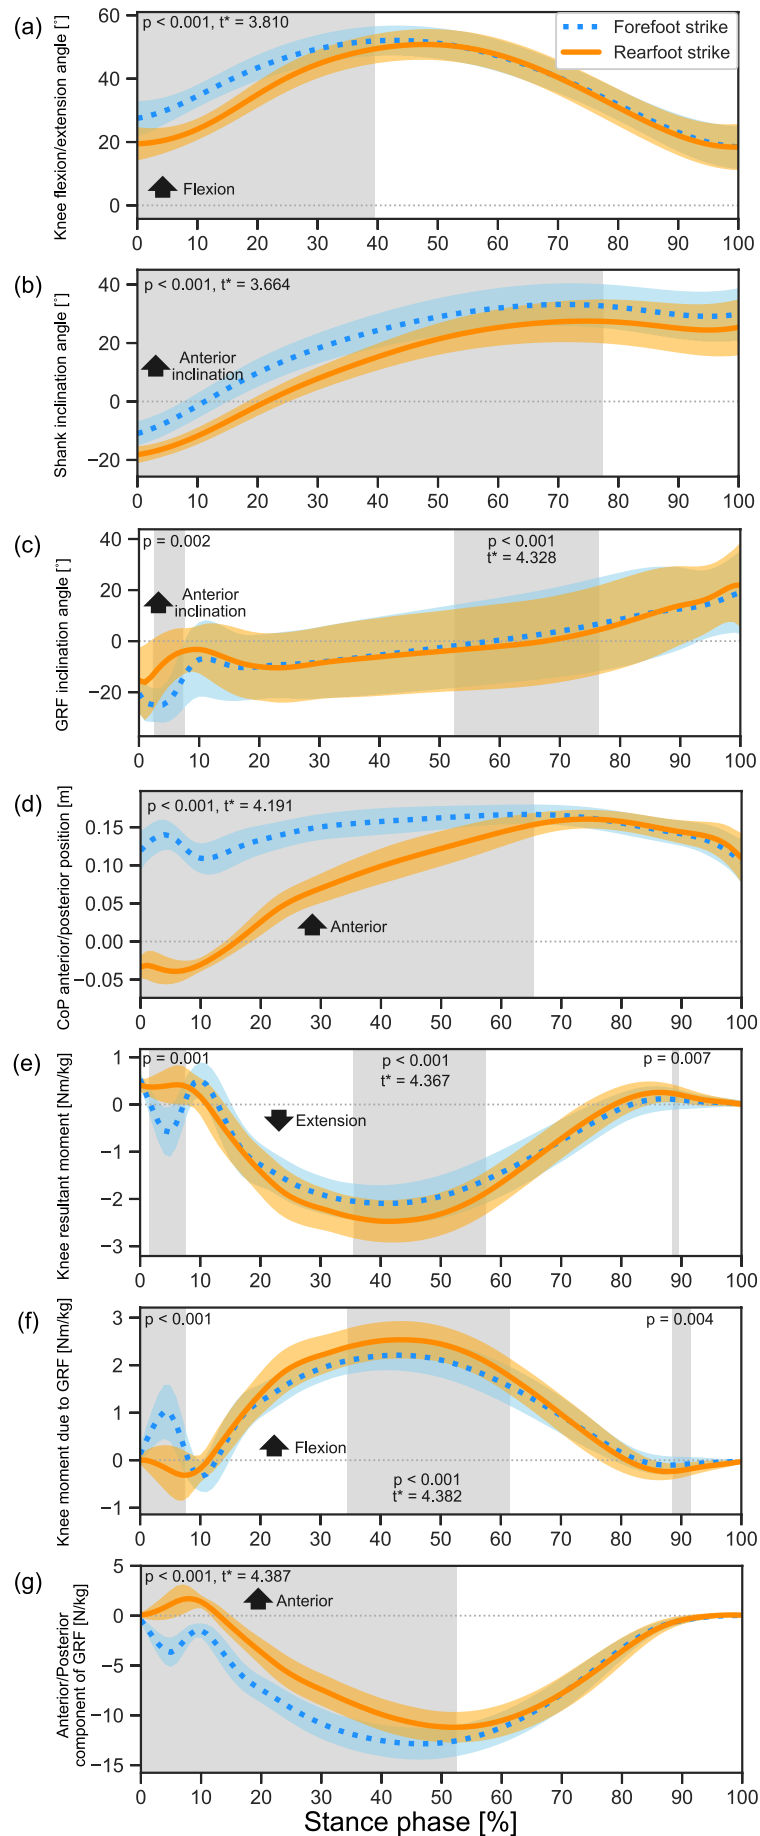 (a)
p < 0.001, t* = 3.810
Forefoot strike
Rearfoot strike
Knee flexion/extension angle [°]
60
40
20
0
Flexion
0 10 20 30 40 50 60 70 80 90 100
(b)
p < 0.001, t* = 3.664
Shank inclination angle [°]
40
20
0
−20
Anterior
inclination
0 10 20 30 40 50 60 70 80 90 100
(c)
p = 0.002
p < 0.001
t* = 4.328
GRF inclination angle [°]
40
20
0
−20
Anterior
inclination
0 10 20 30 40 50 60 70 80 90 100
(d)
p < 0.001, t* = 4.191
CoP anterior/posterior position [m]
0.15
0.10
0.05
0.00
−0.05
Anterior
0 10 20 30 40 50 60 70 80 90 100
(e)
p = 0.001
p < 0.001
t* = 4.367
p = 0.007
Knee resultant moment [Nm/kg]
1
0
−1
−2
−3
Extension
0 10 20 30 40 50 60 70 80 90 100
(f)
p < 0.001
p = 0.004
Knee moment due to GRF [Nm/kg]
3
2
1
0
−1
Flexion
p < 0.001
t* = 4.382
0 10 20 30 40 50 60 70 80 90 100
(g)
p < 0.001, t* = 4.387
Anterior/Posterior
component of GRF [N/kg]
5
0
−5
−10
−15
Anterior
0 10 20 30 40 50 60 70 80 90 100
Stance phase [%]